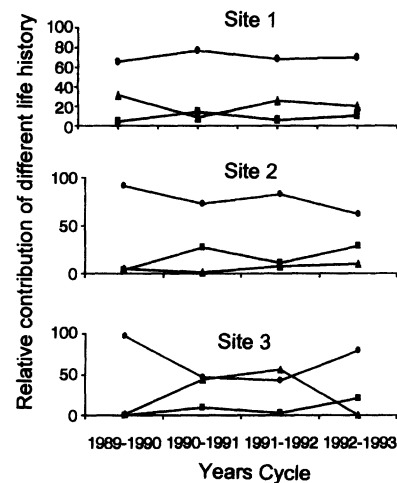 Relative contribution of different life history
Site 1
100
80
60
40
20
0
Site 2
100
50
0
Site 3
100
50
0
1989-1990 1990-1991 1991-1992 1992-1993
Years Cycle